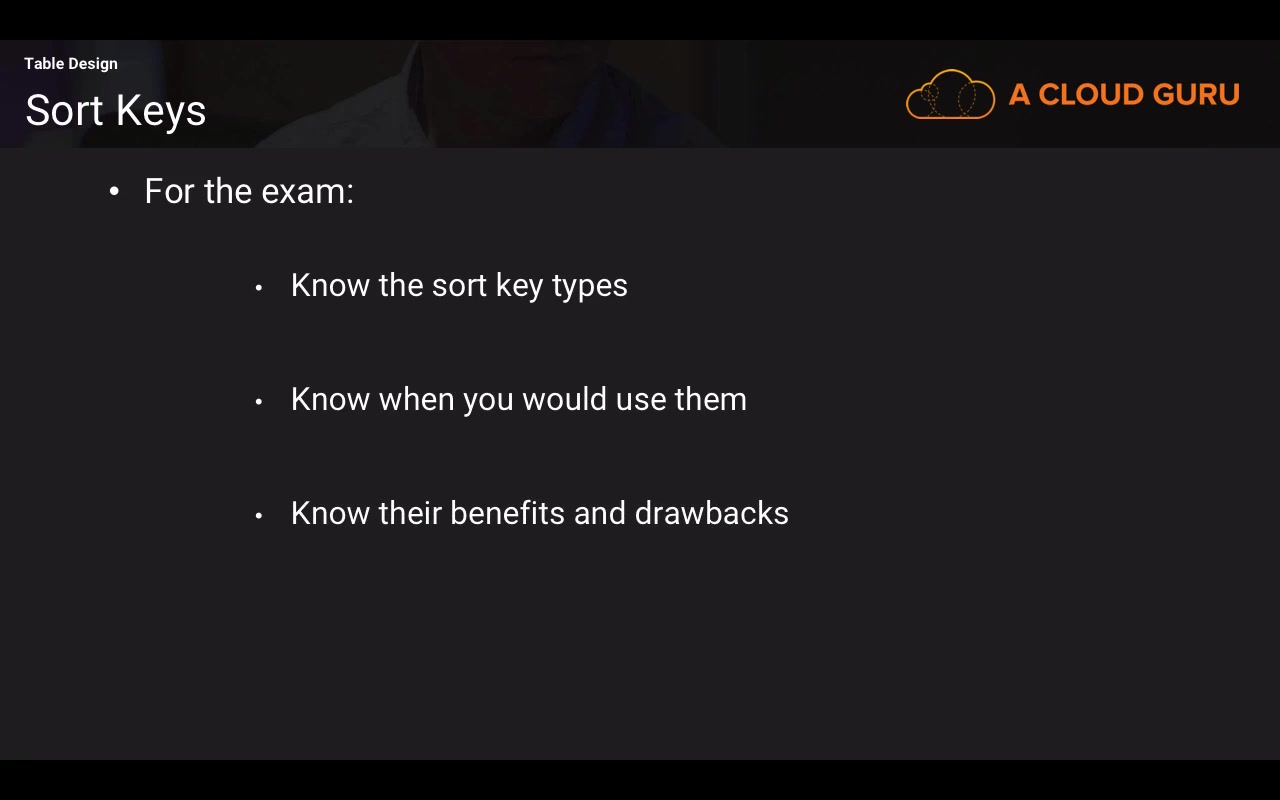 Table Design
Sort Keys
A CLOUD GURU
• For the exam:
• Know the sort key types
• Know when you would use them
• Know their benefits and drawbacks